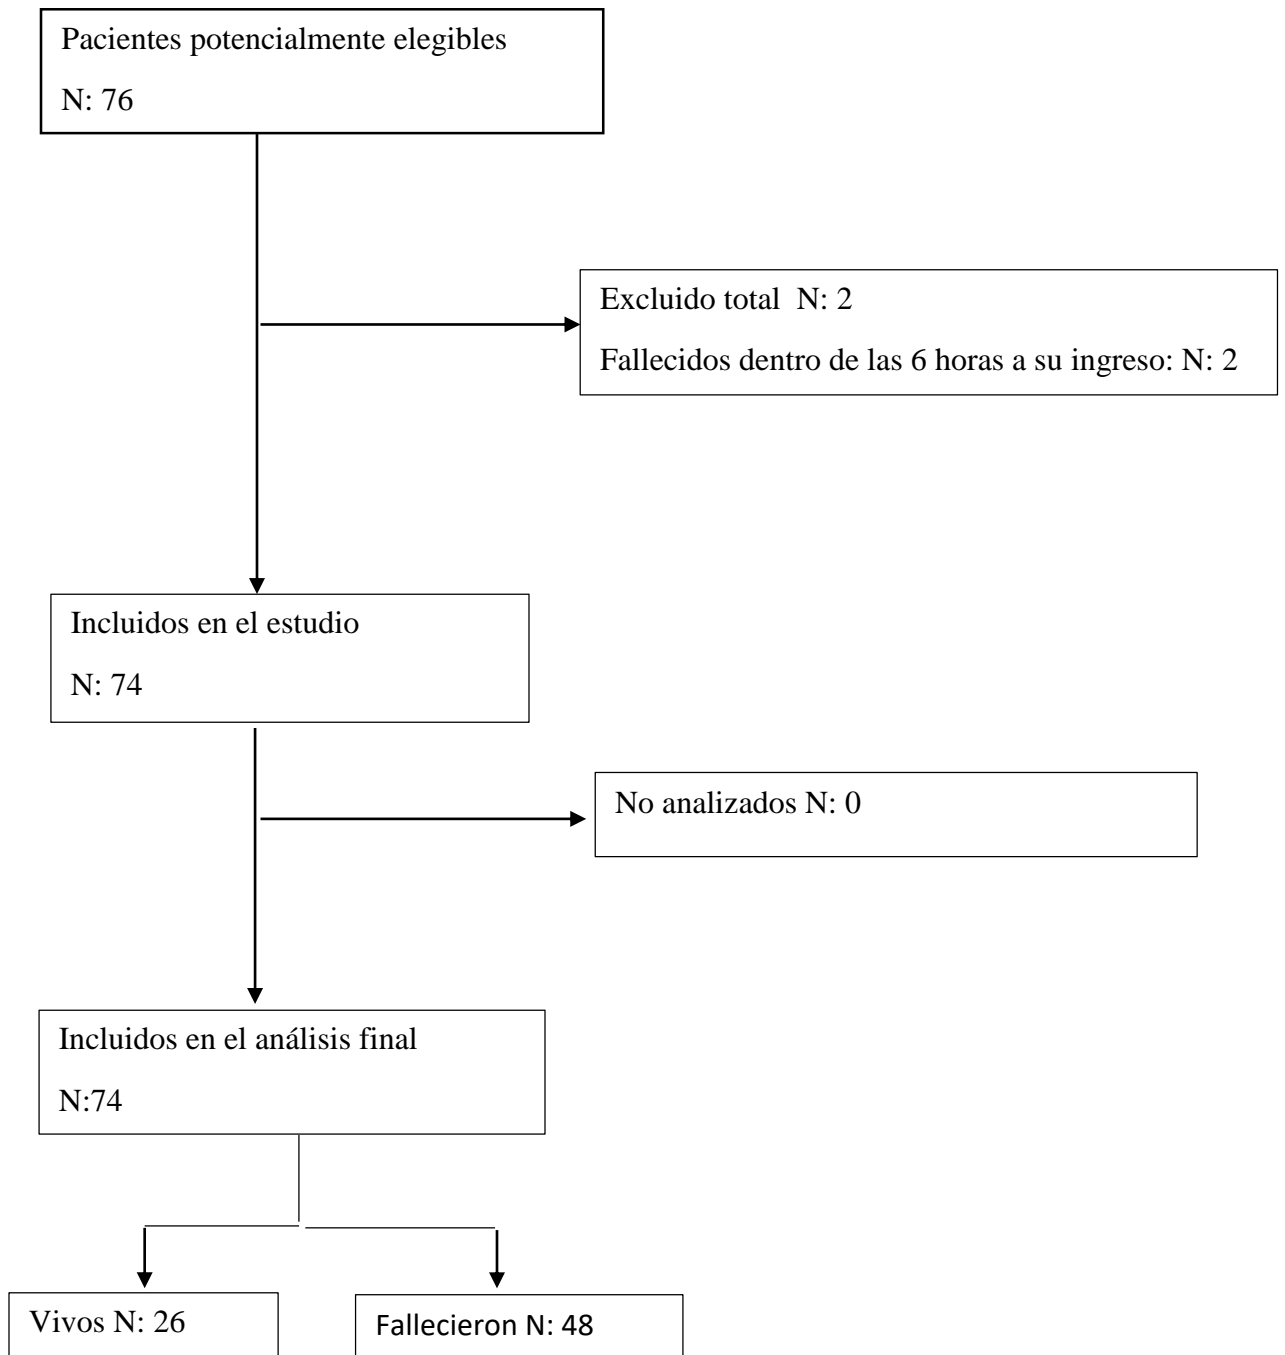 Pacientes potencialmente elegibles
N: 76
Excluido total  N: 2
Fallecidos dentro de las 6 horas a su ingreso: N: 2
Incluidos en el estudio
N: 74
No analizados N: 0
Incluidos en el análisis final
N:74
Vivos N: 26
Fallecieron N: 48